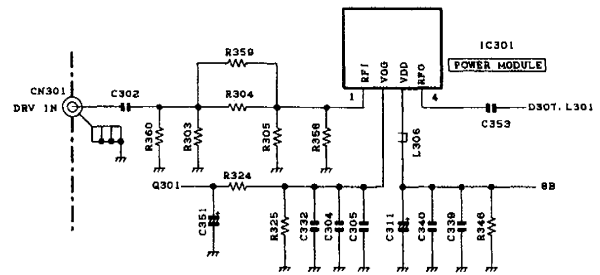 R359
IC301
POWER MODULE
CN301
C302
R304
RFI
VGG
VDD
RFO
1
4
DRV IN
D307.L301
C353
R360
R303
R305
R358
L306
R324
Q301
8B
C351
R325
C332
C304
C305
C311
C340
C339
R346